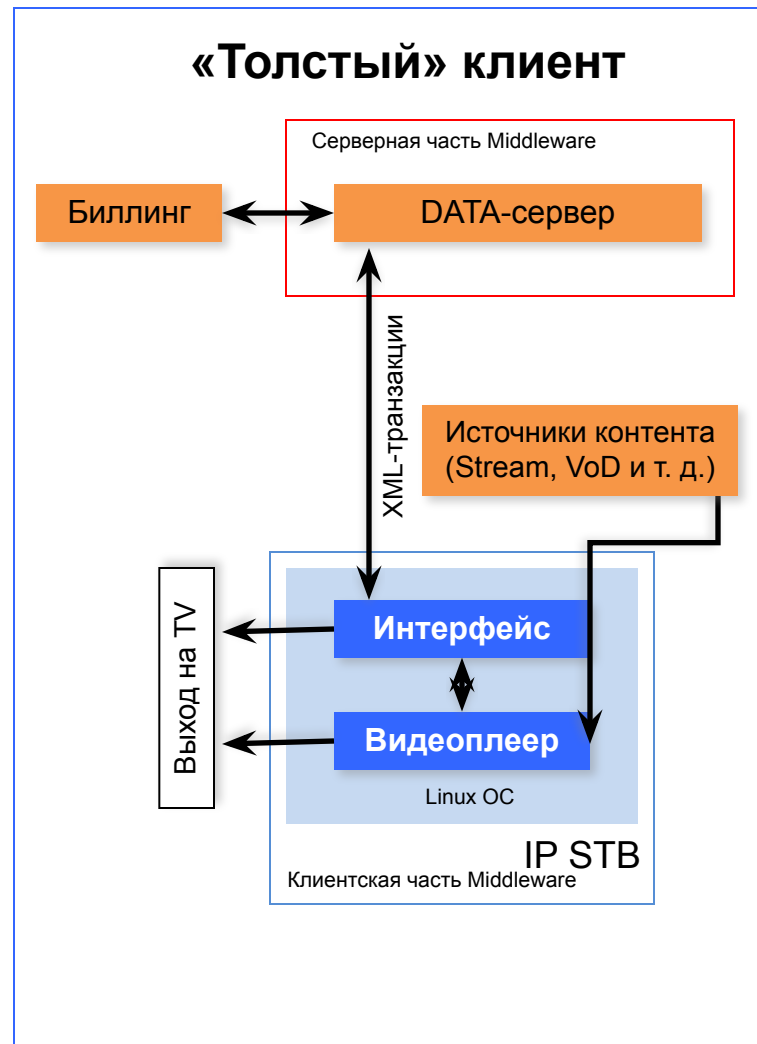 «Толстый» клиент
Серверная часть Middleware
Биллинг
DATA-сервер
XML-транзакции
Источники контента
(Stream, VoD и т. д.)
Выход на TV
Интерфейс
Видеоплеер
Linux ОС
IP STB
Клиентская часть Middleware